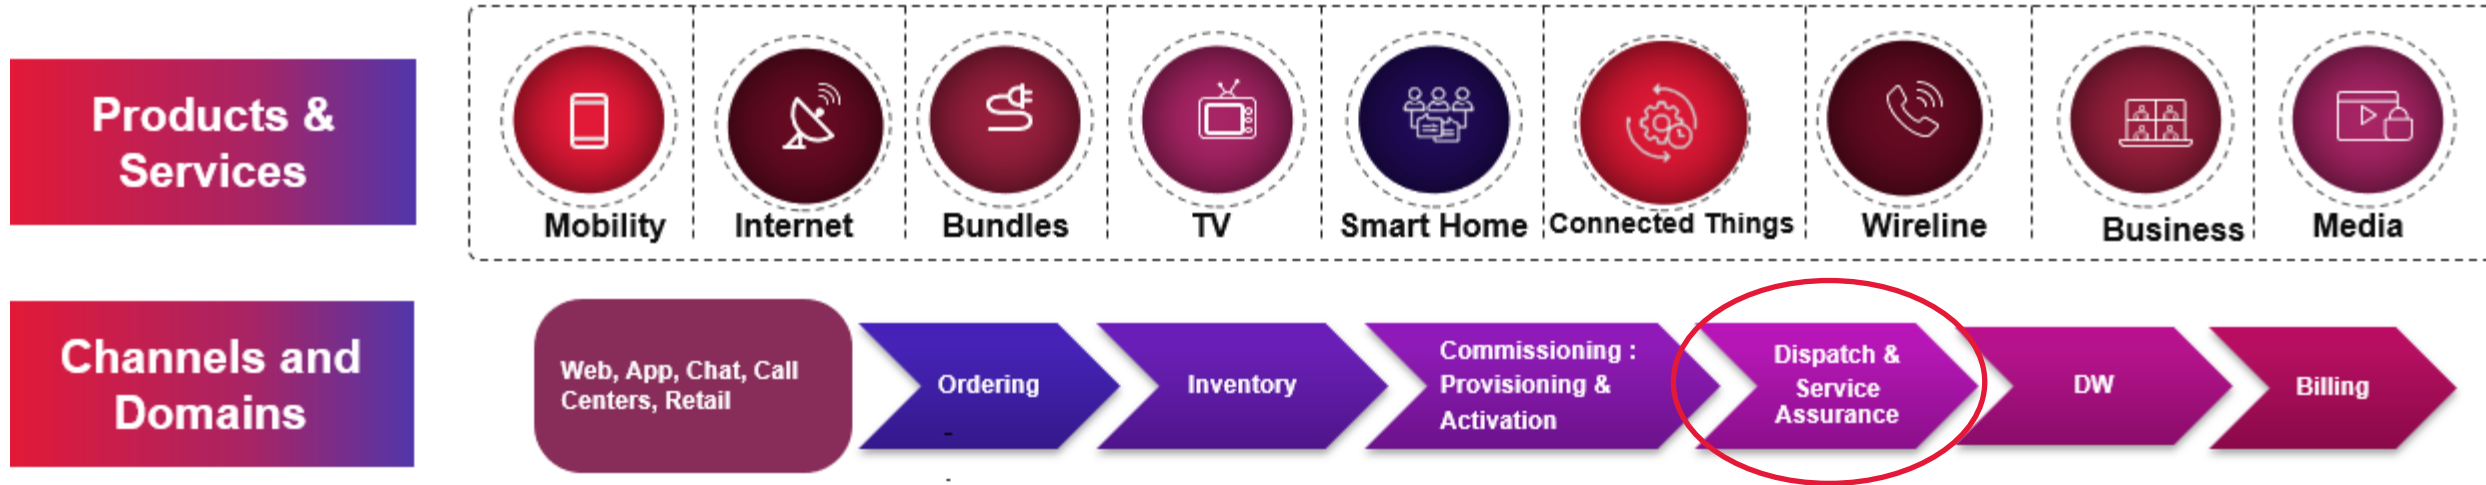 Products &
Services
Mobility
Internet
Bundles
TV
Smart Home
Connected Things
Wireline
Business
Media
Channels and
Domains
Web, App, Chat, Call
Centers, Retail
Ordering
Inventory
Commissioning :
Provisioning &
Activation
Dispatch &
Service
Assurance
DW
Billing